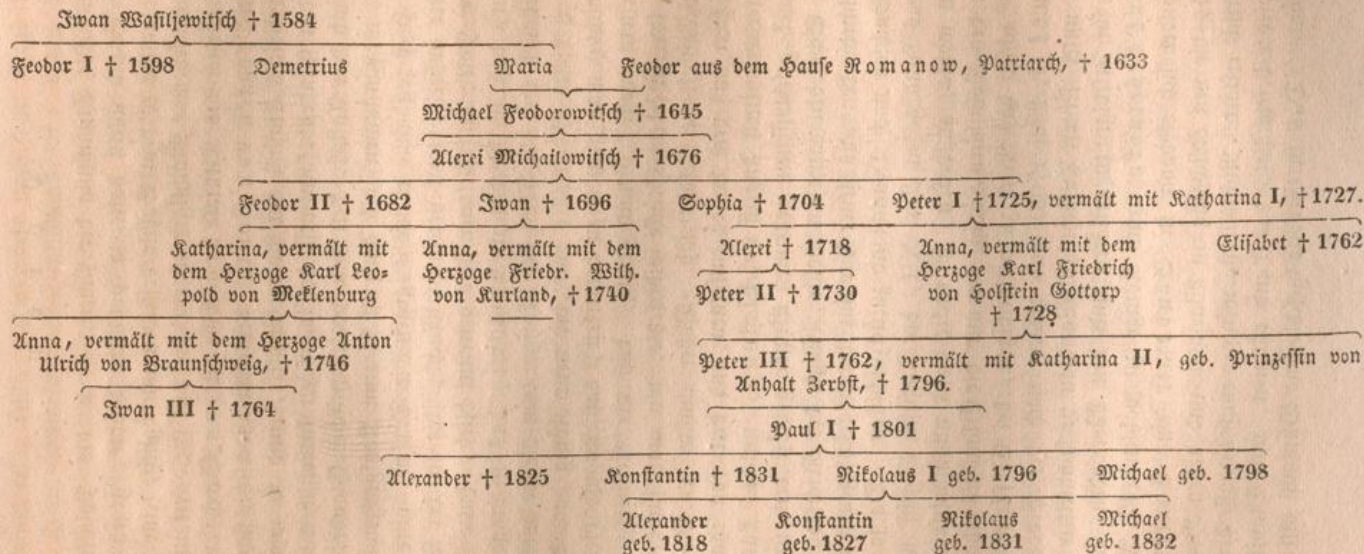 Iwan Wasiljewitsch † 1584
Feodor I † 1598 Demetrius Maria Feodor aus dem Hause Romanow, Patriarch, † 1633
Michael Feodorowitsch † 1645
Alexei Michailowitsch † 1676
Feodor II † 1682 Iwan † 1696 Sophia † 1704 Peter I † 1725, vermält mit Katharina I, † 1727.
Katharina, vermält mit
dem Herzoge Karl Leo-
pold von Meklenburg
Anna, vermält mit dem
Herzoge Friedr. Wilh.
von Kurland, † 1740
Alexei † 1718
Peter II † 1730
Anna, vermält mit dem
Herzoge Karl Friedrich
von Holstein Gottorp
† 1728
Elisabet † 1762
Anna, vermält mit dem Herzoge Anton
Ulrich von Braunschweig, † 1746
Iwan III † 1764
Peter III † 1762, vermält mit Katharina II, geb. Prinzessin von
Anhalt Zerbst, † 1796.
Paul I † 1801
Alexander † 1825 Konstantin † 1831 Nikolaus I geb. 1796 Michael geb. 1798
Alexander
geb. 1818
Konstantin
geb. 1827
Nikolaus
geb. 1831
Michael
geb. 1832